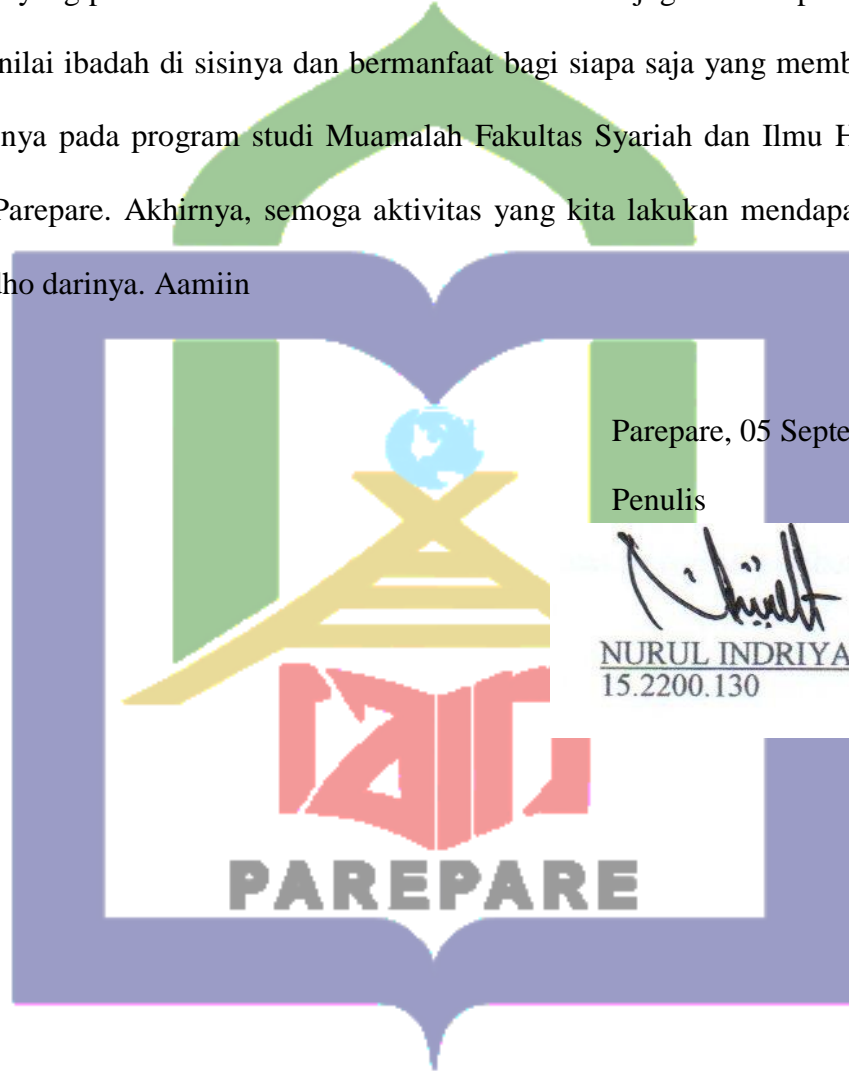 nilai ibadah di sisinya dan bermanfaat bagi siapa saja yang memb
nya pada program studi Muamalah Fakultas Syariah dan Ilmu H
Parepare. Akhirnya, semoga aktivitas yang kita lakukan mendapa
ho darinya. Aamiin
Parepare, 05 Septe
Penulis
NURUL INDRIYA
15.2200.130
PAREPARE